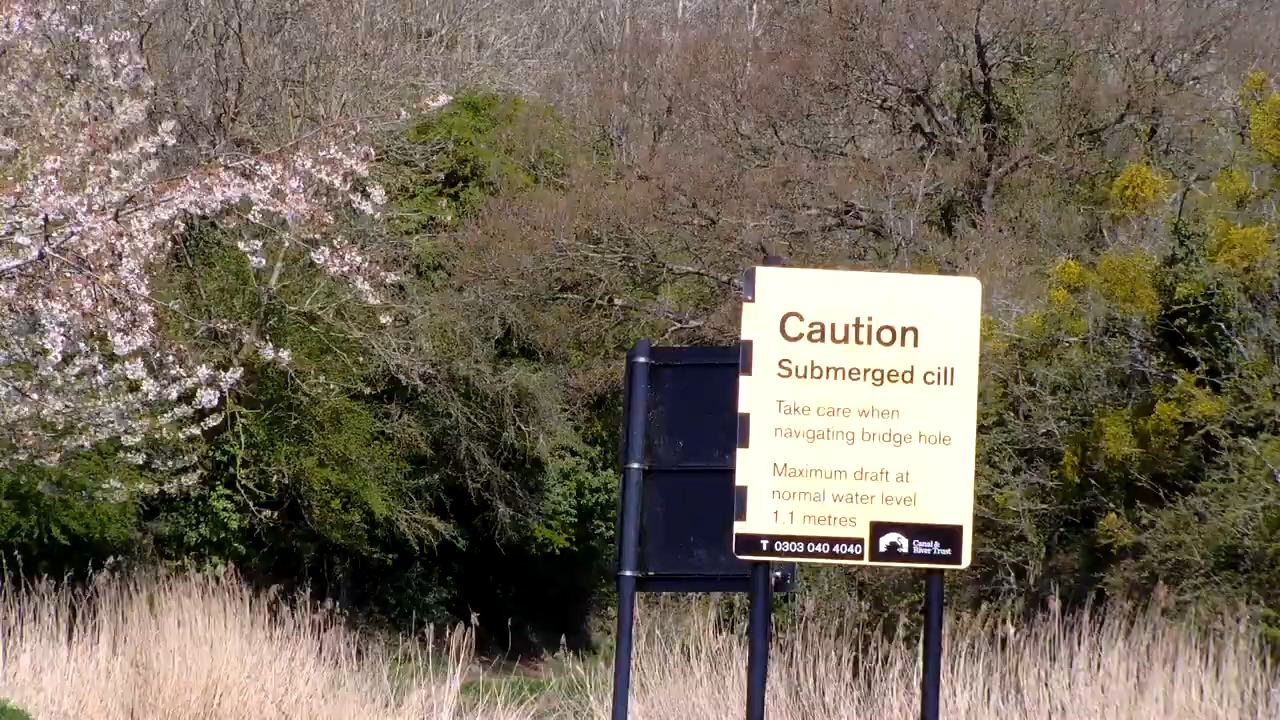 Caution
Submerged cill
Take care when
navigating bridge hole
Maximum draft at
normal water level
1.1 metres
T 0303 040 4040
Canal &
River Trust